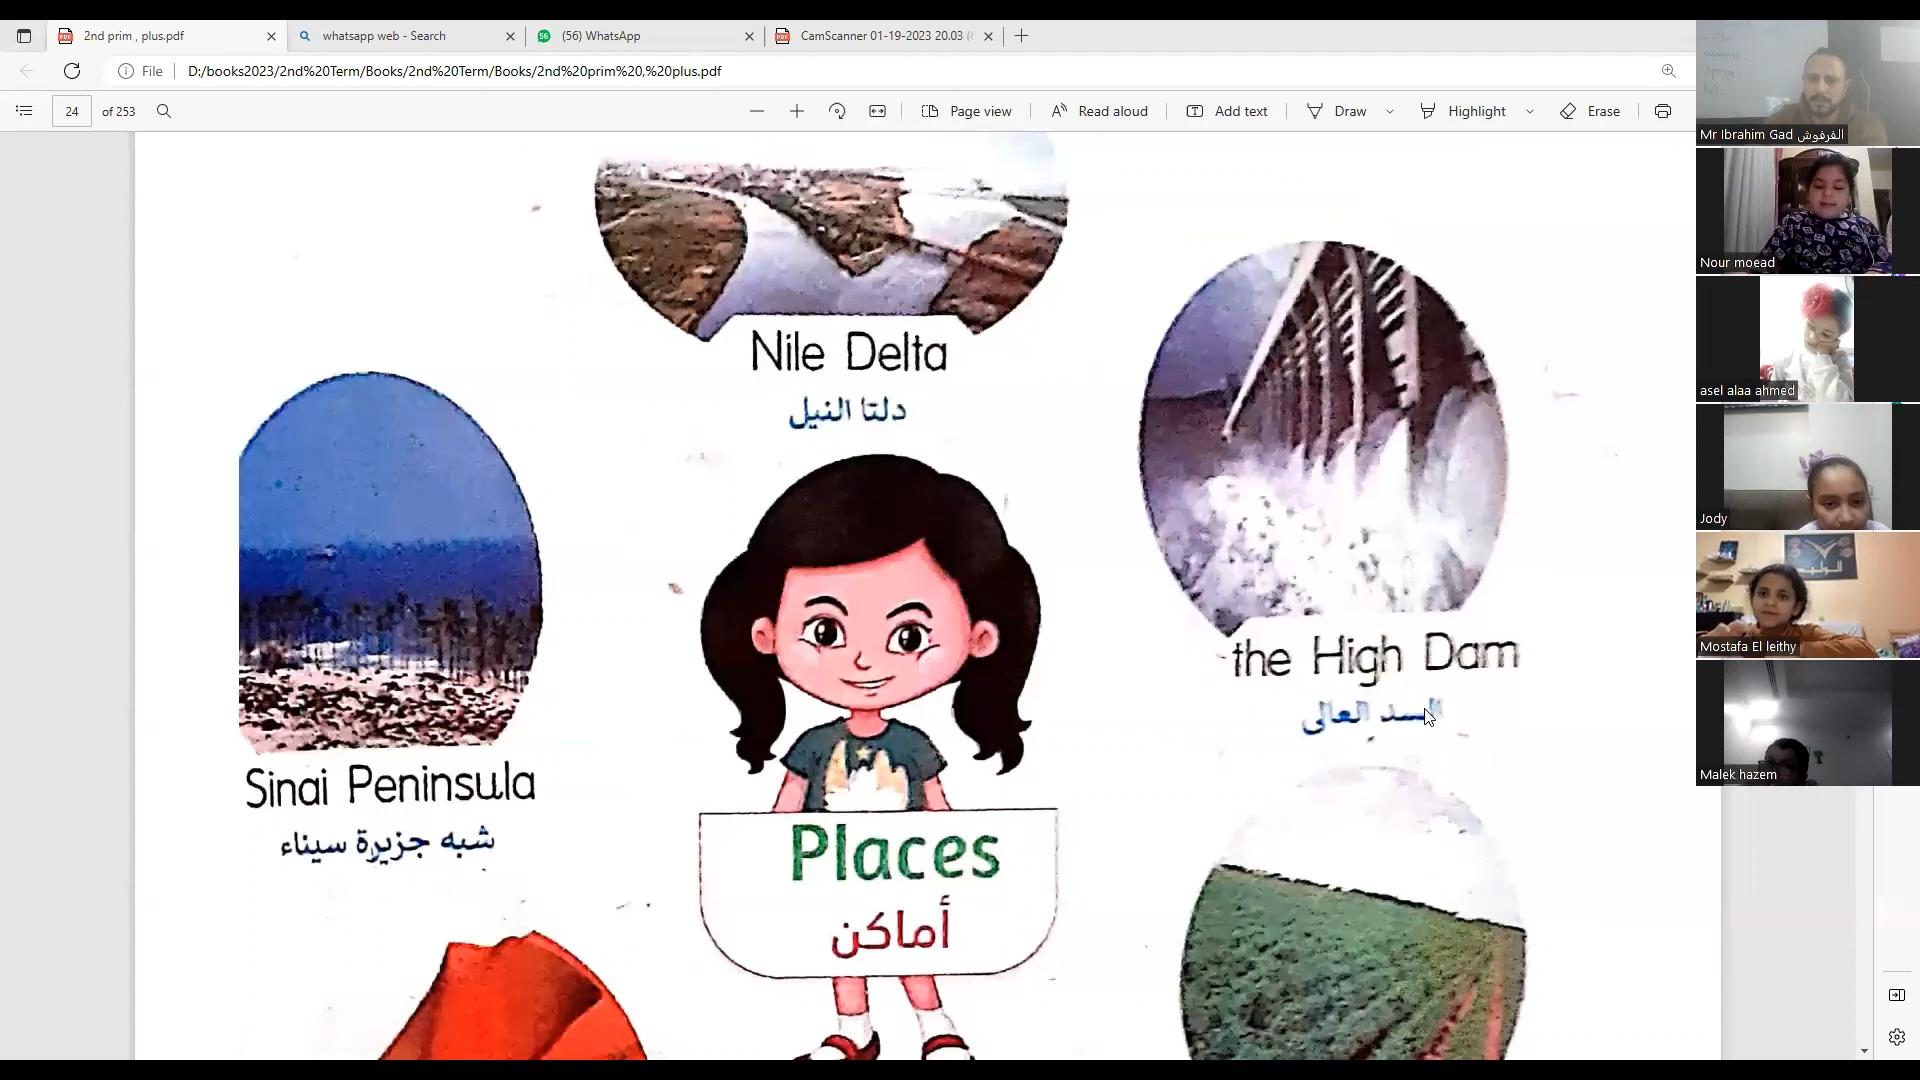 2nd prim , plus.pdf
whatsapp web - Search
(56) WhatsApp
CamScanner 01-19-2023 20.03 (
File
D:/books2023/2nd%20Term/Books/2nd%20Term/Books/2nd%20prim%20,%20plus.pdf
24
of 253
Page view
Read aloud
Add text
Draw
Highlight
Erase
Nile Delta
دلتا النيل
the High Dam
السد العالى
Sinai Peninsula
شبه جزيرة سيناء
Places
أماكن
Mr Ibrahim Gad الفرفوش
Nour moead
asel alaa ahmed
Jody
Mostafa El leithy
Malek hazem